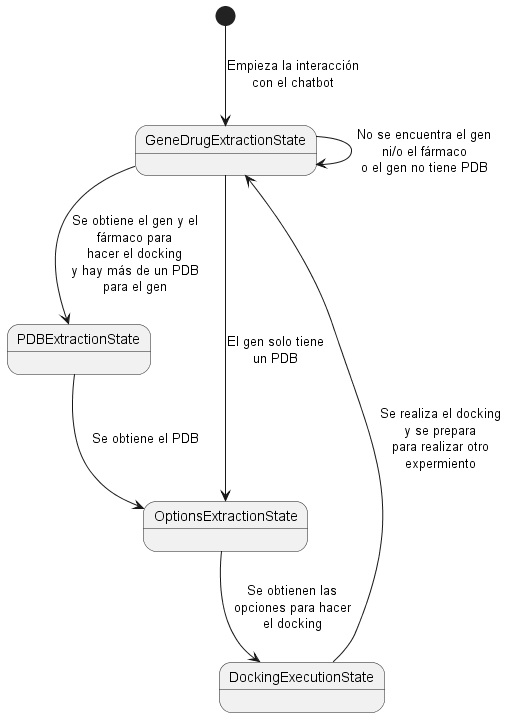 Empieza la interacción
con el chatbot
GeneDrugExtractionState
No se encuentra el gen
ni/o el fármaco
o el gen no tiene PDB
Se obtiene el gen y el
fármaco para
hacer el docking
y hay más de un PDB
para el gen
PDBExtractionState
El gen solo tiene
un PDB
Se realiza el docking
y se prepara
para realizar otro
expermiento
Se obtiene el PDB
OptionsExtractionState
Se obtienen las
opciones para hacer
el docking
DockingExecutionState